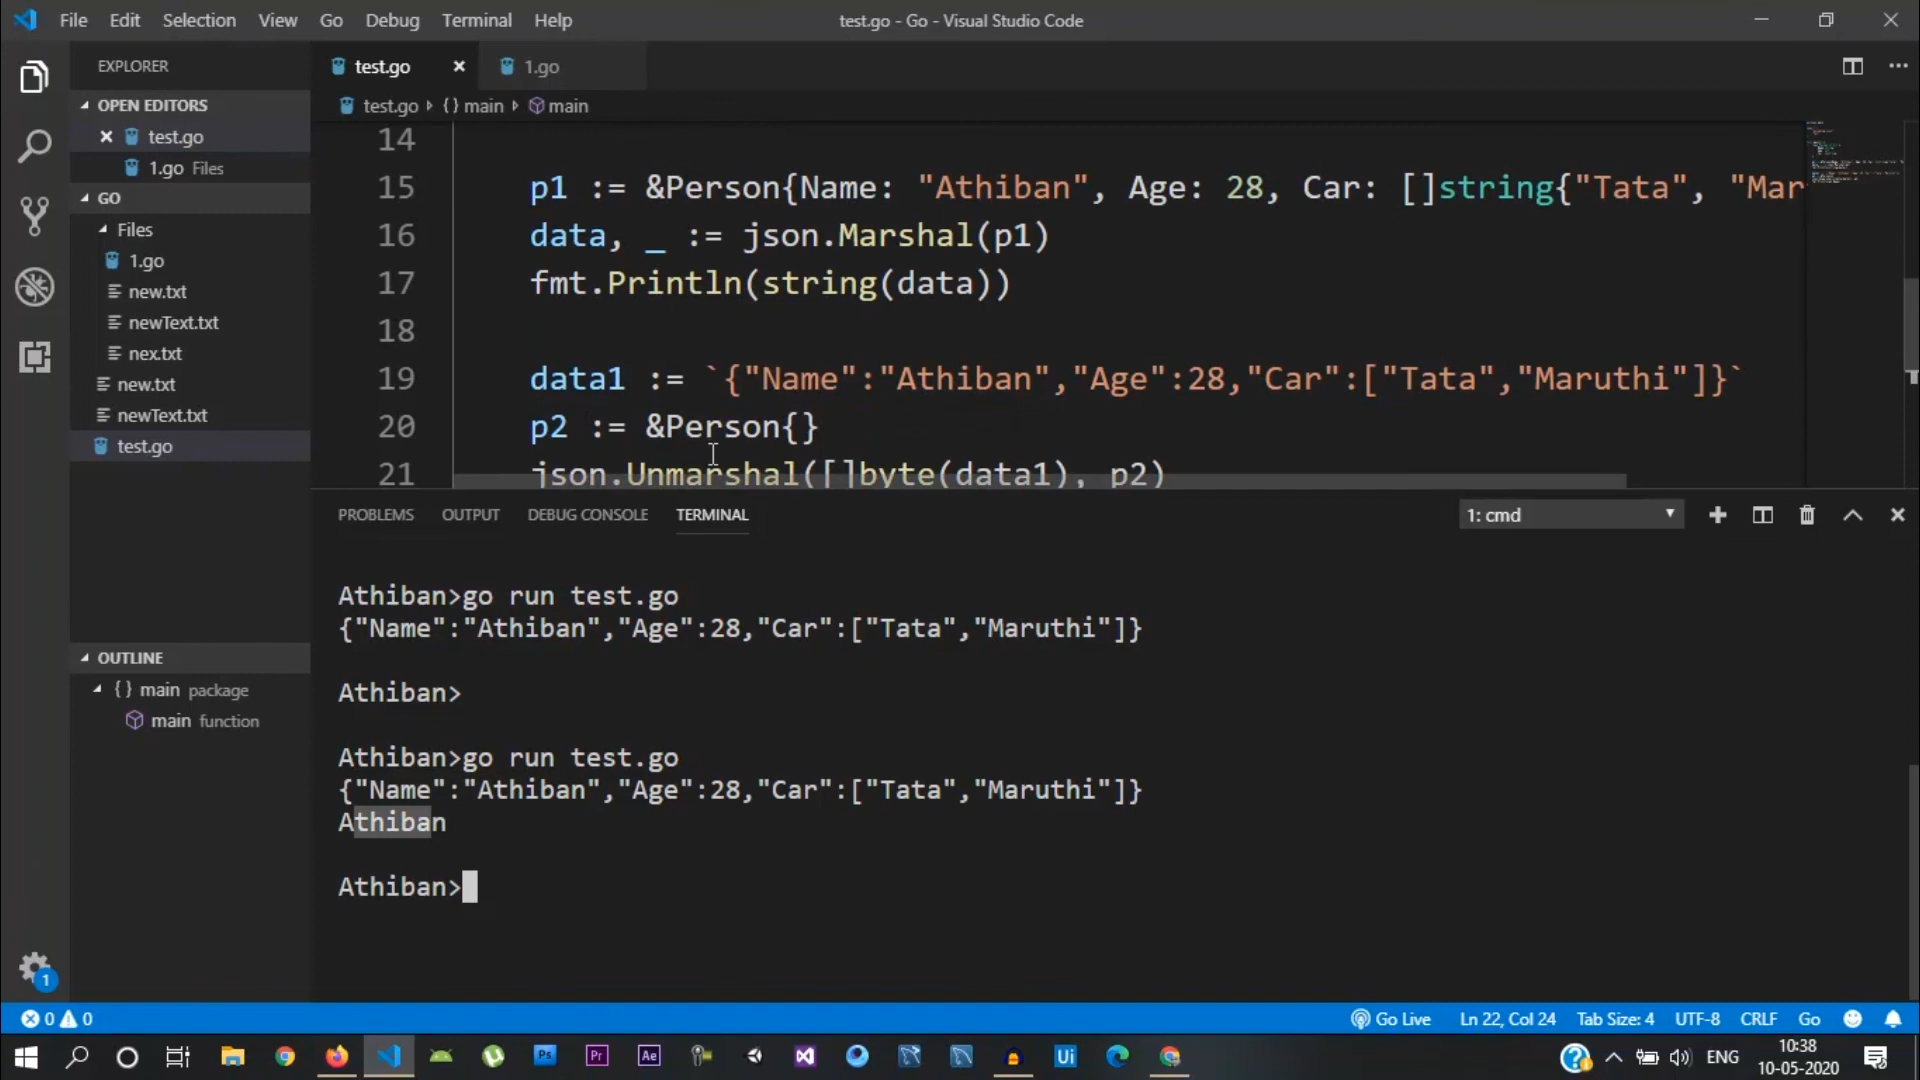 File Edit Selection View Go Debug Terminal Help
test.go - Go - Visual Studio Code
EXPLORER
OPEN EDITORS
test.go
1.go Files
GO
Files
1.go
new.txt
newText.txt
nex.txt
new.txt
newText.txt
test.go
OUTLINE
{} main package
main function
test.go 1.go
test.go {} main main
14
15 p1 := &Person{Name: "Athiban", Age: 28, Car: []string{"Tata", "Mar
16 data, _ := json.Marshal(p1)
17 fmt.Println(string(data))
18
19 data1 := `{"Name":"Athiban","Age":28,"Car":["Tata","Maruthi"]}`
20 p2 := &Person{}
21 json.Unmarshal([]byte(data1), p2)
PROBLEMS OUTPUT DEBUG CONSOLE TERMINAL 1: cmd
Athiban>go run test.go
{"Name":"Athiban","Age":28,"Car":["Tata","Maruthi"]}
Athiban>
Athiban>go run test.go
{"Name":"Athiban","Age":28,"Car":["Tata","Maruthi"]}
Athiban
Athiban>
1
0 0 Go Live Ln 22, Col 24 Tab Size: 4 UTF-8 CRLF Go
Ps Pr Ae Ui ENG 10:38
10-05-2020